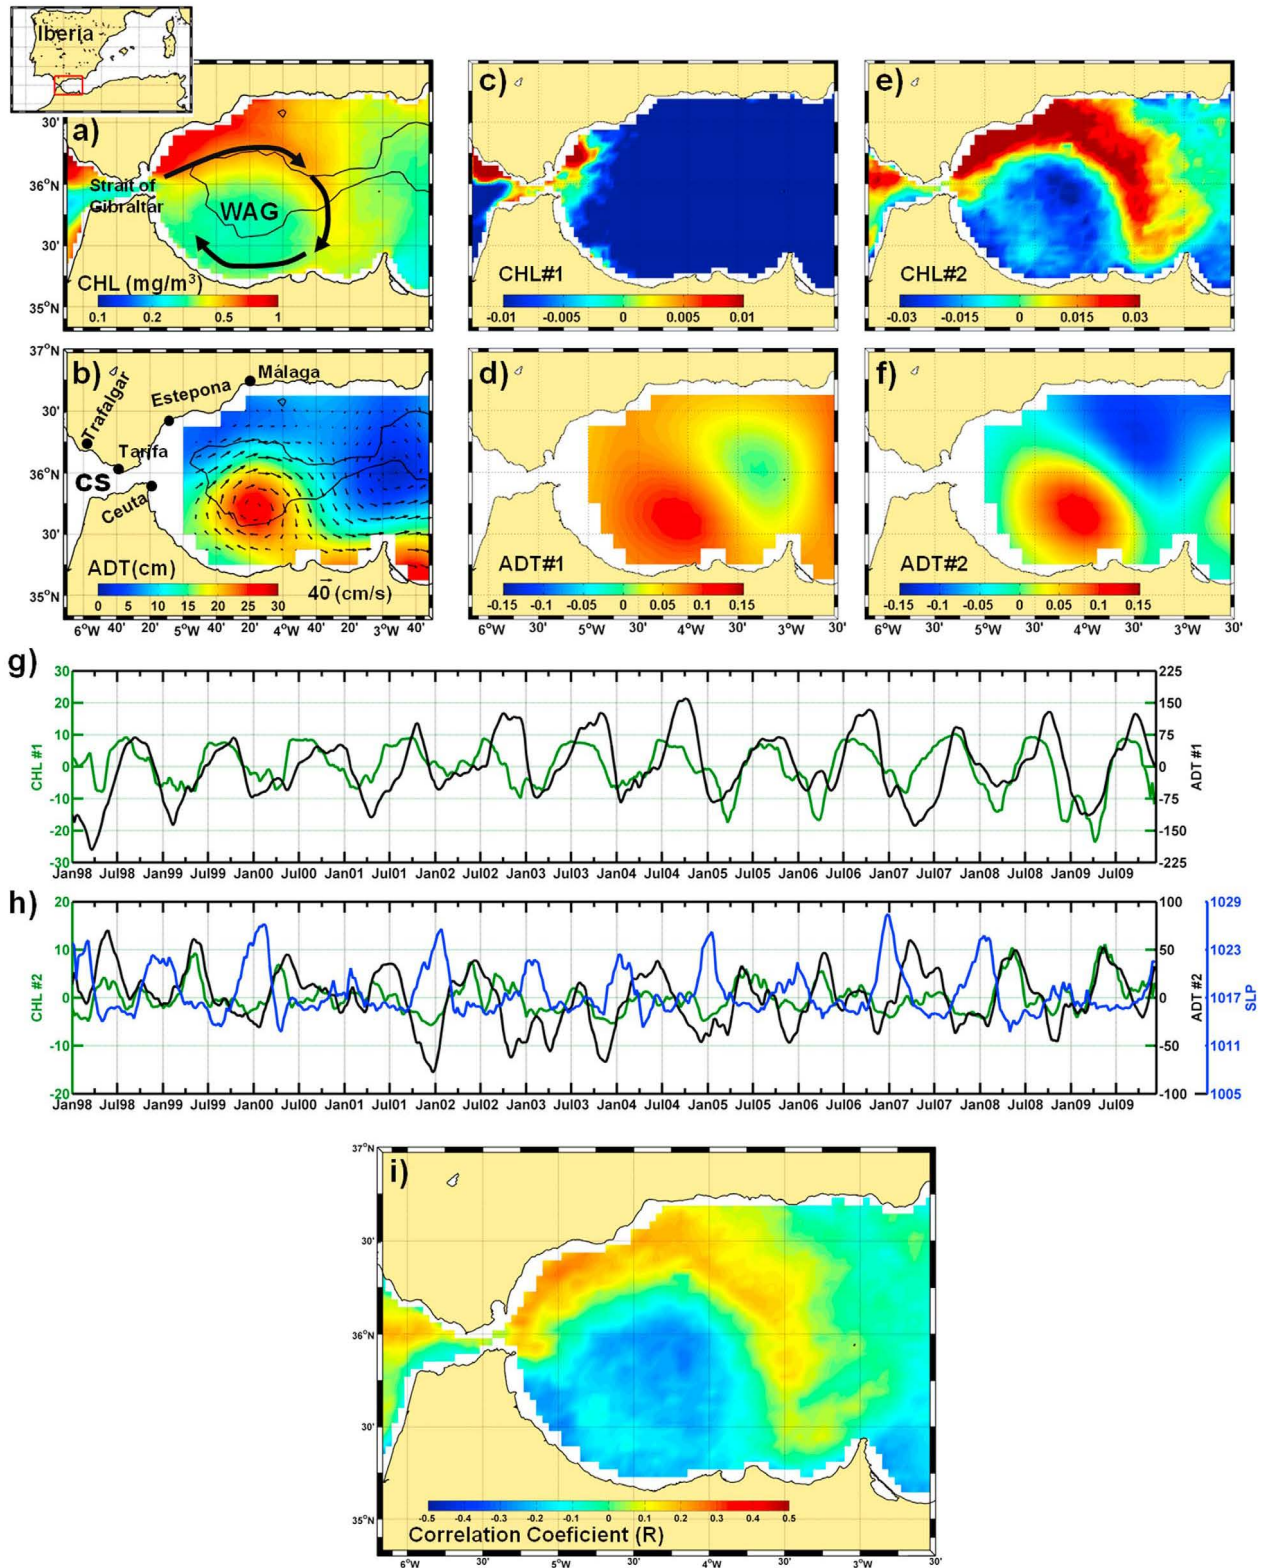 Iberia
a)
30'
36°N
30'
35°N
Strait of
Gibraltar
WAG
CHL (mg/m³)
0.1 0.2 0.5 1
c)
CHL#1
-0.01 -0.005 0 0.005 0.01
e)
CHL#2
-0.03 -0.015 0 0.015 0.03
37°N
30'
36°N
30'
35°N
b)
Trafalgar
Estepona
Málaga
Tarifa
CS
Ceuta
ADT(cm)
0 5 10 15 20 25 30
40 (cm/s)
6°W 40' 20' 5°W 40' 20' 4°W 20' 40' 3°W 40'
d)
ADT#1
-0.15 -0.1 -0.05 0 0.05 0.1 0.15
6°W 30' 5°W 30' 4°W 30' 3°W 30'
f)
ADT#2
-0.15 -0.1 -0.05 0 0.05 0.1 0.15
6°W 30' 5°W 30' 4°W 30' 3°W 30'
g)
CHL #1
30
20
10
0
-10
-20
-30
225
150
75
0
-75
-150
-225
ADT #1
Jan98 Jul98 Jan99 Jul99 Jan00 Jul00 Jan01 Jul01 Jan02 Jul02 Jan03 Jul03 Jan04 Jul04 Jan05 Jul05 Jan06 Jul06 Jan07 Jul07 Jan08 Jul08 Jan09 Jul09
h)
CHL #2
20
10
0
-10
-20
100
50
0
-50
-100
ADT #2
1029
1023
1017
1011
1005
SLP
Jan98 Jul98 Jan99 Jul99 Jan00 Jul00 Jan01 Jul01 Jan02 Jul02 Jan03 Jul03 Jan04 Jul04 Jan05 Jul05 Jan06 Jul06 Jan07 Jul07 Jan08 Jul08 Jan09 Jul09
i)
37°N
30'
36°N
30'
35°N
-0.5 -0.4 -0.3 -0.2 -0.1 0 0.1 0.2 0.3 0.4 0.5
Correlation Coeficient (R)
6°W 30' 5°W 30' 4°W 30' 3°W 30'